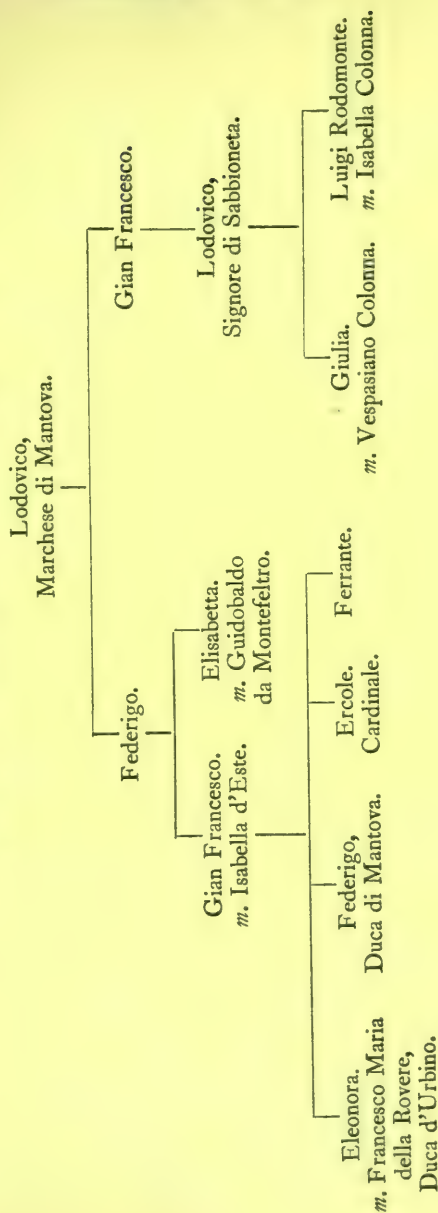 Lodovico,
Marchese di Mantova.
Federigo.
Gian Francesco.
Gian Francesco.
m. Isabella d'Este.
Elisabetta.
m. Guidobaldo
da Montefeltro.
Lodovico,
Signore di Sabbioneta.
Eleonora.
m. Francesco Maria
della Rovere,
Duca d'Urbino.
Federigo,
Duca di Mantova.
Ercole.
Cardinale.
Ferrante.
Giulia.
m. Vespasiano Colonna.
Luigi Rodomonte.
m. Isabella Colonna.